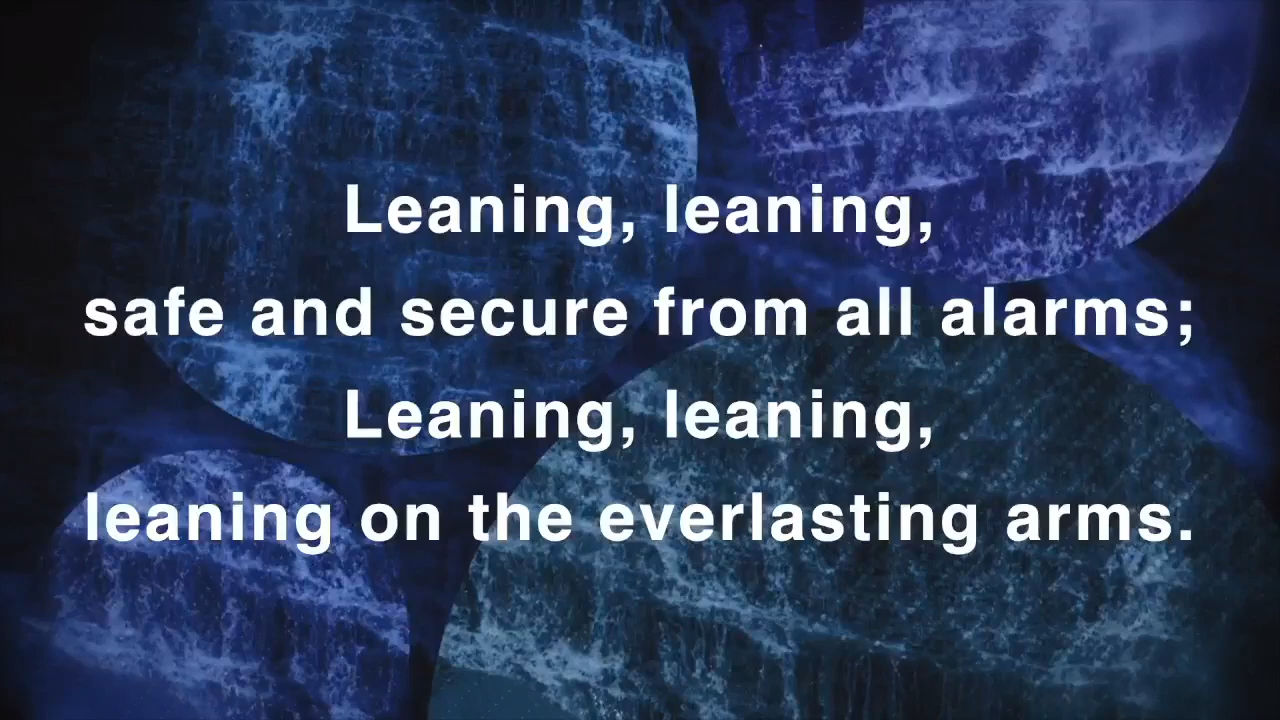 Leaning, leaning,
safe and secure from all alarms;
Leaning, leaning,
leaning on the everlasting arms.